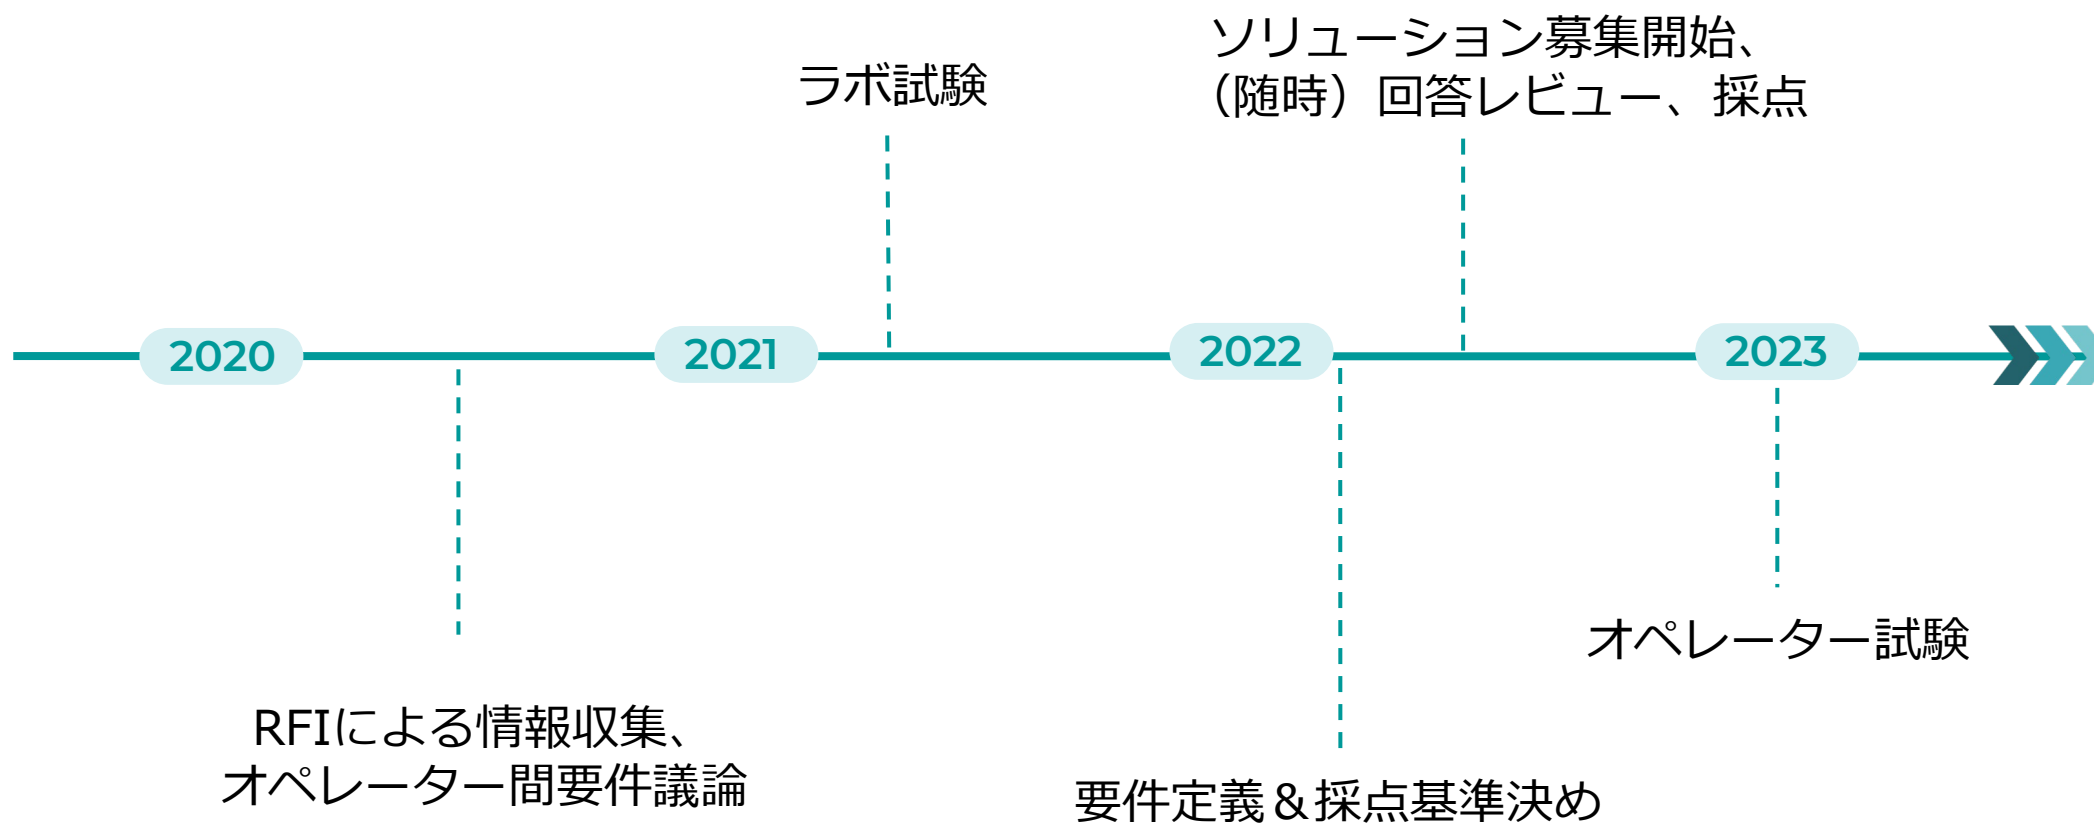 ソリューション募集開始、
（随時）回答レビュー、採点
ラボ試験
2020
2021
2022
2023
オペレーター試験
RFIによる情報収集、
オペレーター間要件議論
要件定義＆採点基準決め